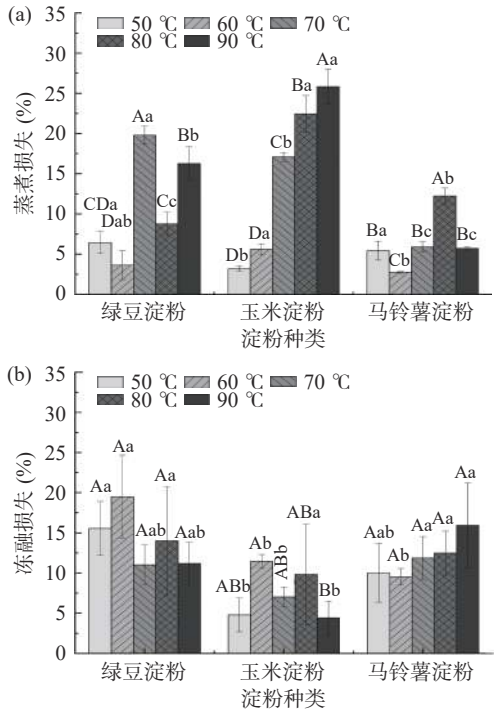 (a)
35
50 ℃ 60 ℃ 70 ℃
30
80 ℃ 90 ℃
25
20
15
10
5
0
蒸煮损失 (%)
CDa Dab Aa Cc Bb
Db Da Cb Ba Aa
Ba Cb Bc Ab Bc
绿豆淀粉 玉米淀粉 马铃薯淀粉
淀粉种类
(b)
35
50 ℃ 60 ℃ 70 ℃
30
80 ℃ 90 ℃
25
20
15
10
5
0
冻融损失 (%)
Aa Aa Aab Aa Aab
ABb Ab ABb ABa Bb
Aab Ab Aa Aa Aa
绿豆淀粉 玉米淀粉 马铃薯淀粉
淀粉种类